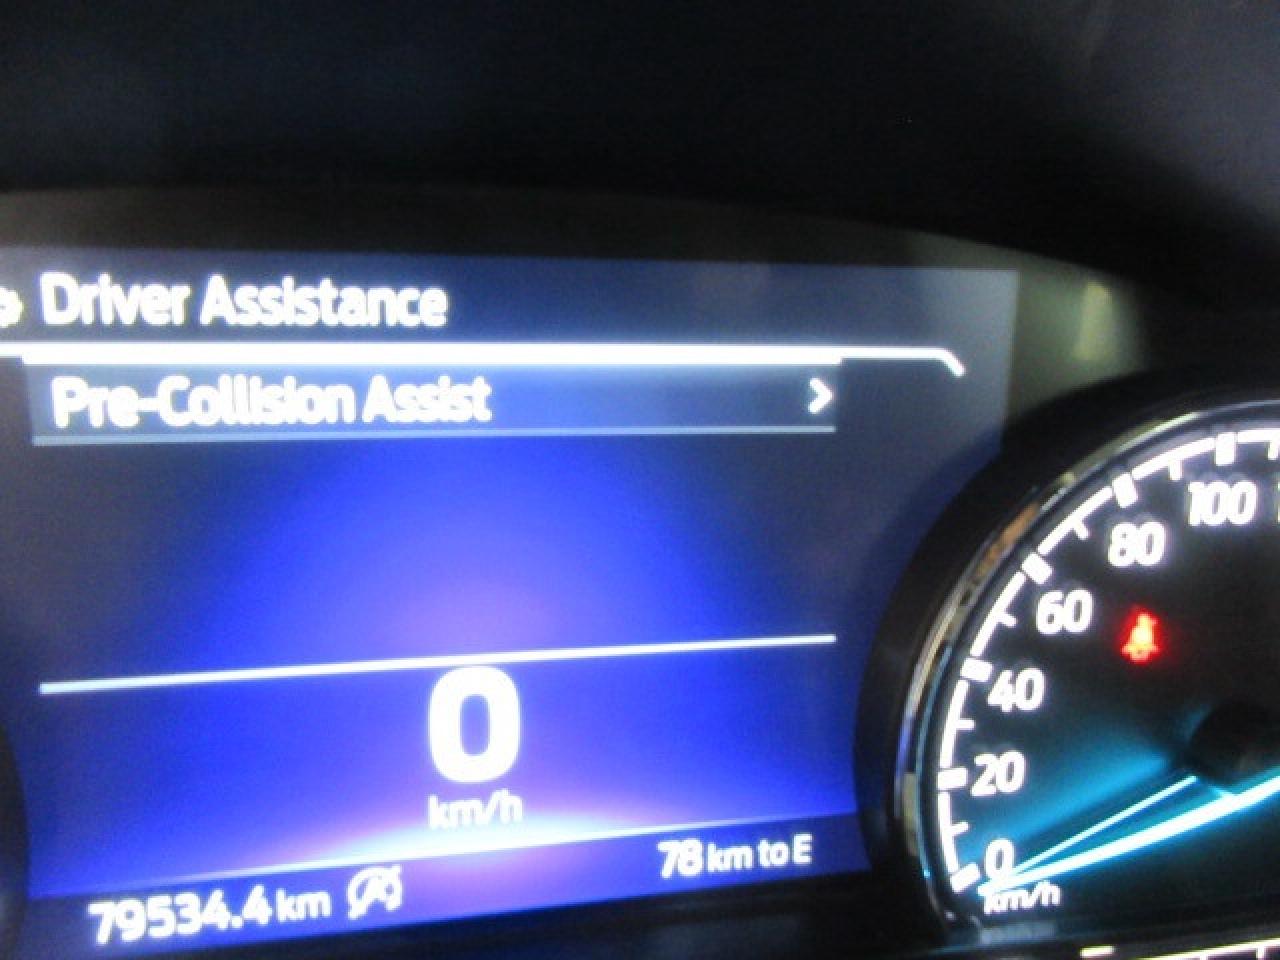 Driver Assistance
Pre-Collision Assist >
0
km/h
79534.4 km
78 km to E
100
80
60
40
20
0
km/h